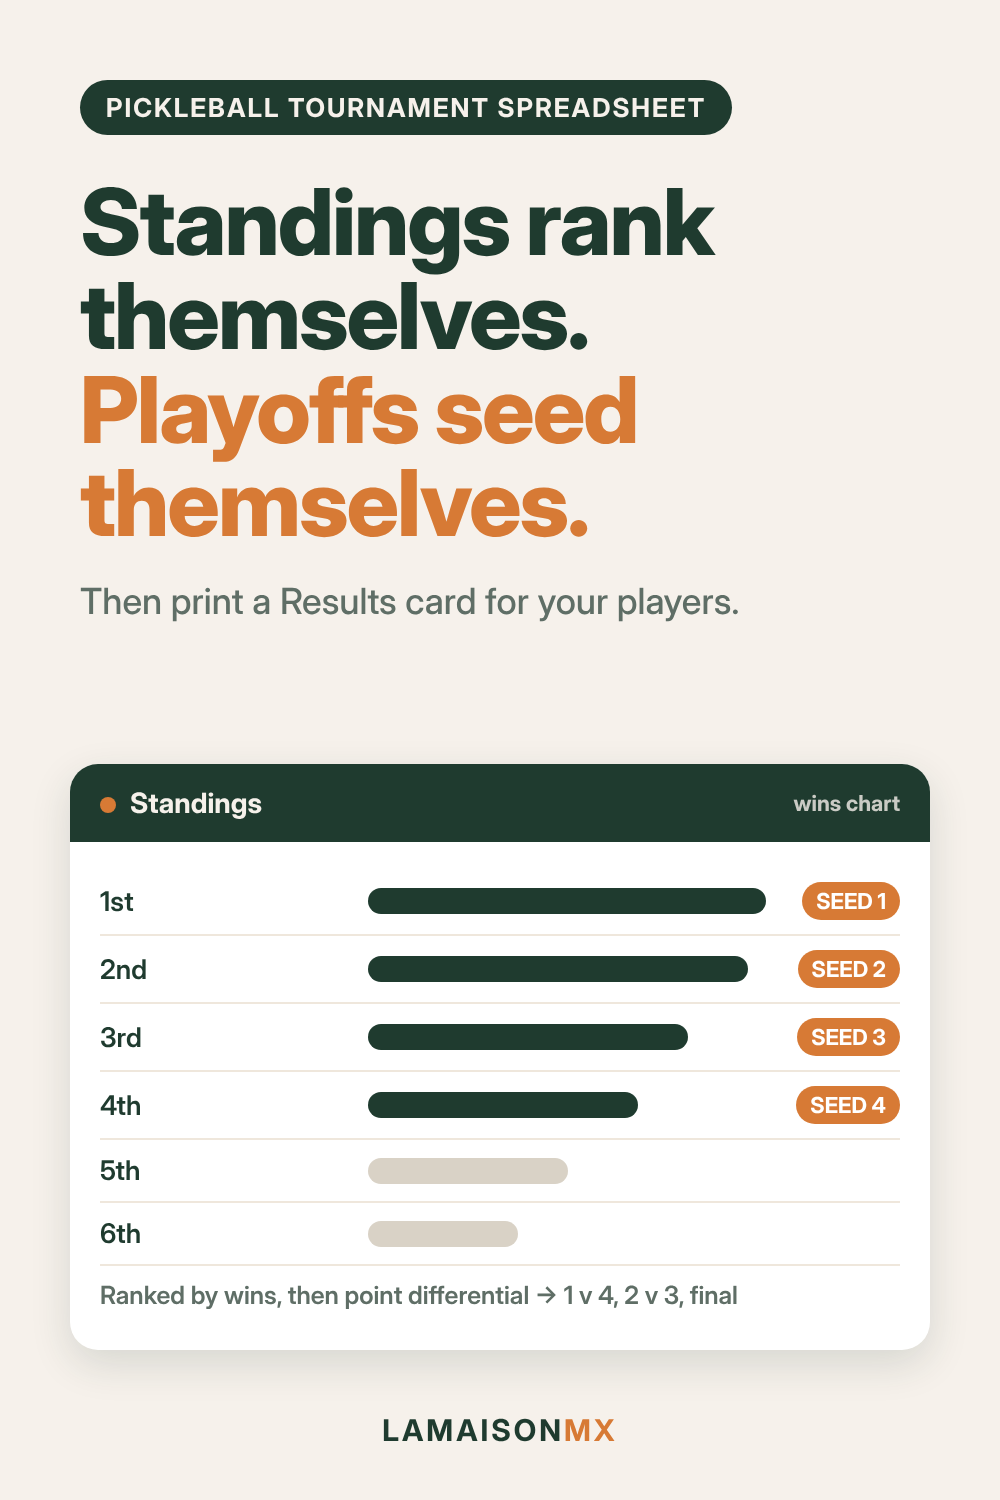 PICKLEBALL TOURNAMENT SPREADSHEET
Standings rank
themselves.
Playoffs seed
themselves.
Then print a Results card for your players.
Standings wins chart
1st SEED 1
2nd SEED 2
3rd SEED 3
4th SEED 4
5th
6th
Ranked by wins, then point differential → 1 v 4, 2 v 3, final
LAMAISONMX